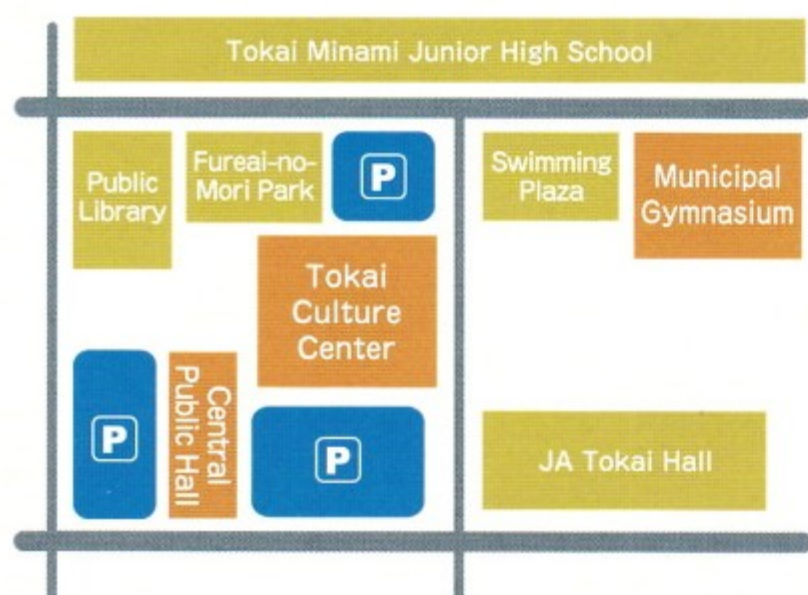 Tokai Minami Junior High School
Public
Library
Fureai-no-
Mori Park
P
Swimming
Plaza
Municipal
Gymnasium
Tokai
Culture
Center
P
Central
Public Hall
P
JA Tokai Hall